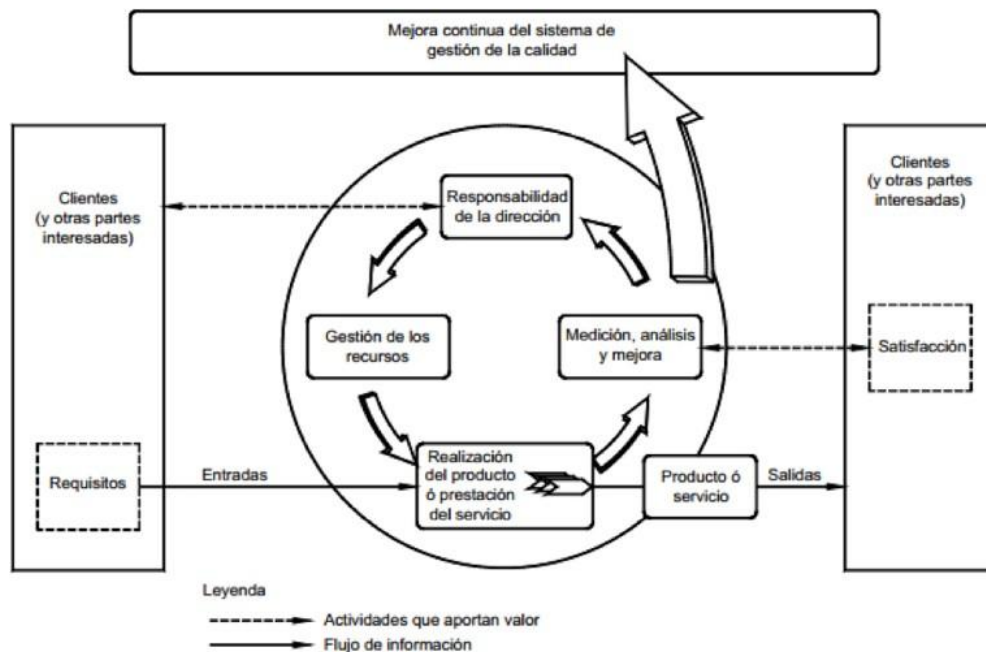 Mejora continua del sistema de
gestión de la calidad
Clientes
(y otras partes
interesadas)
Responsabilidad
de la dirección
Clientes
(y otras partes
interesadas)
Gestión de los
recursos
Medición, análisis
y mejora
Satisfacción
Requisitos
Entradas
Realización
del producto
ó prestación
del servicio
Producto ó
servicio
Salidas
Leyenda
Actividades que aportan valor
Flujo de información